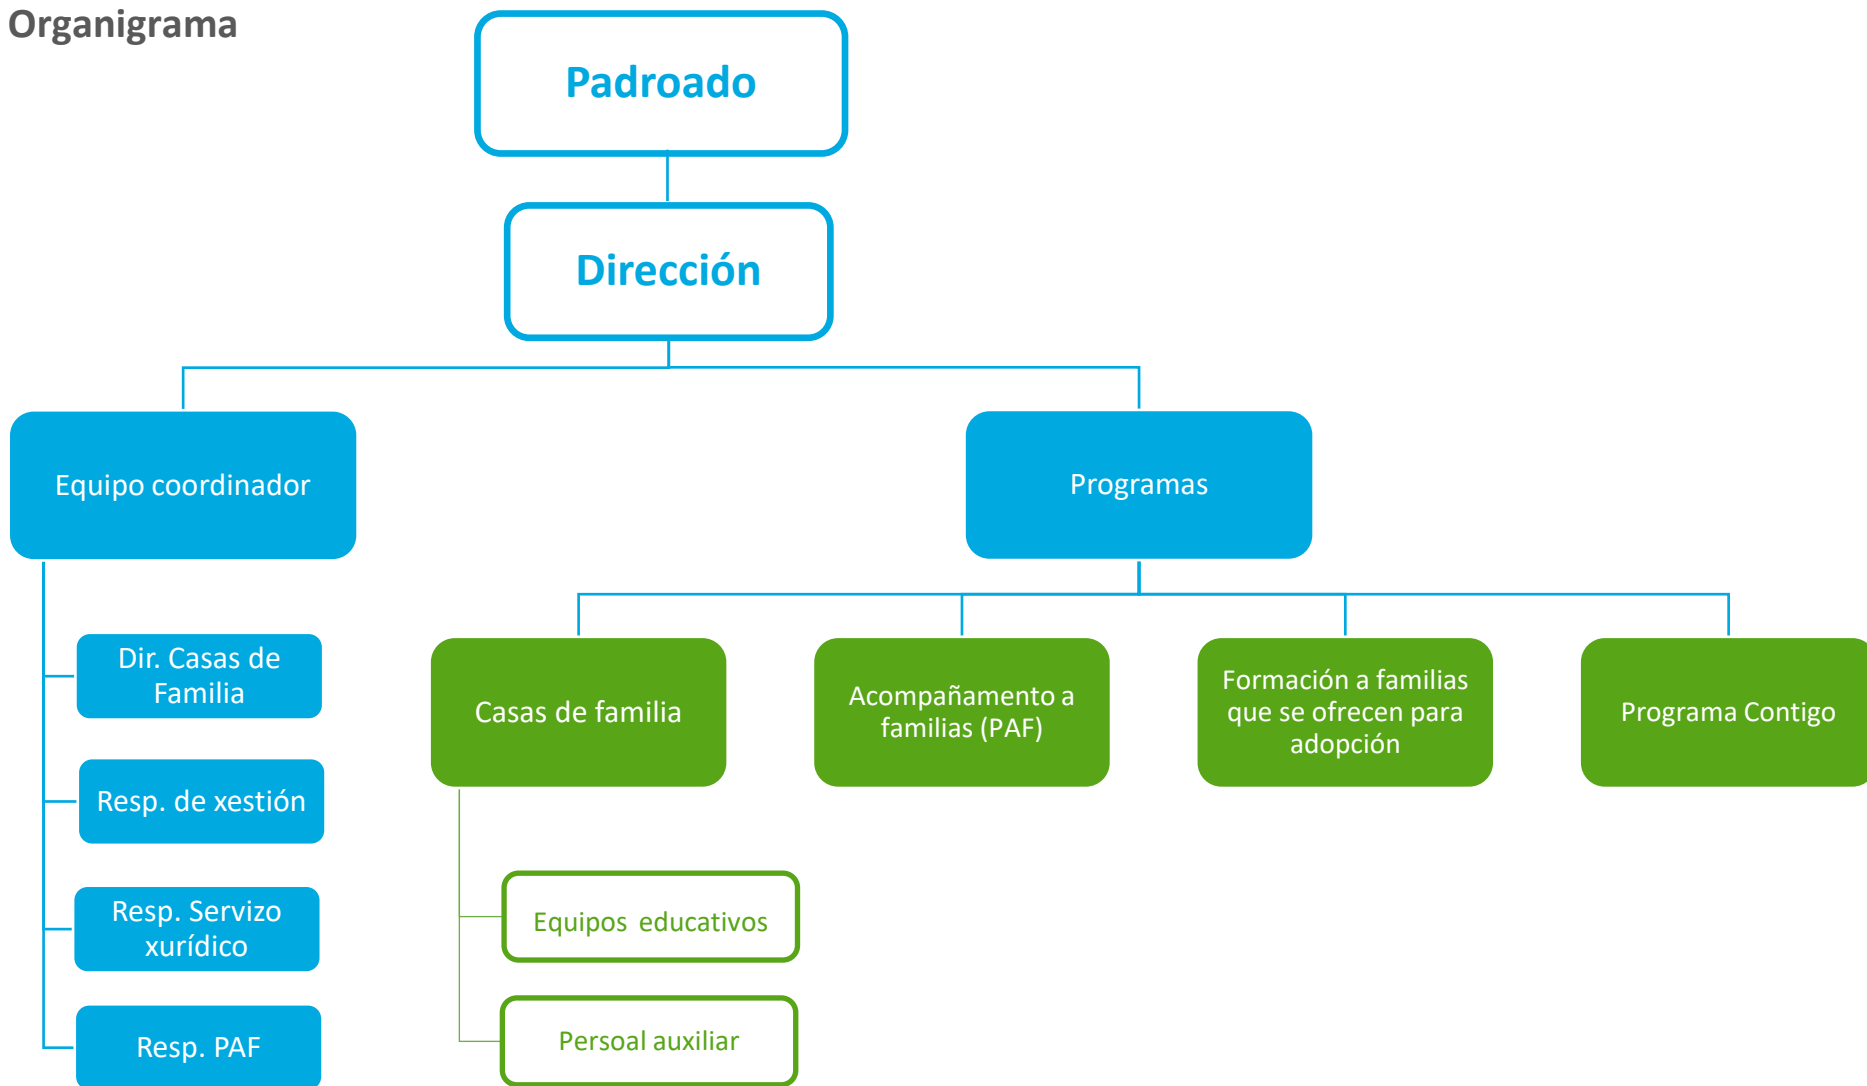 Organigrama
Padroado
Dirección
Equipo coordinador
Programas
Dir. Casas de
Familia
Resp. de xestión
Resp. Servizo
xurídico
Resp. PAF
Casas de familia
Acompañamento a
familias (PAF)
Formación a familias
que se ofrecen para
adopción
Programa Contigo
Equipos educativos
Persoal auxiliar